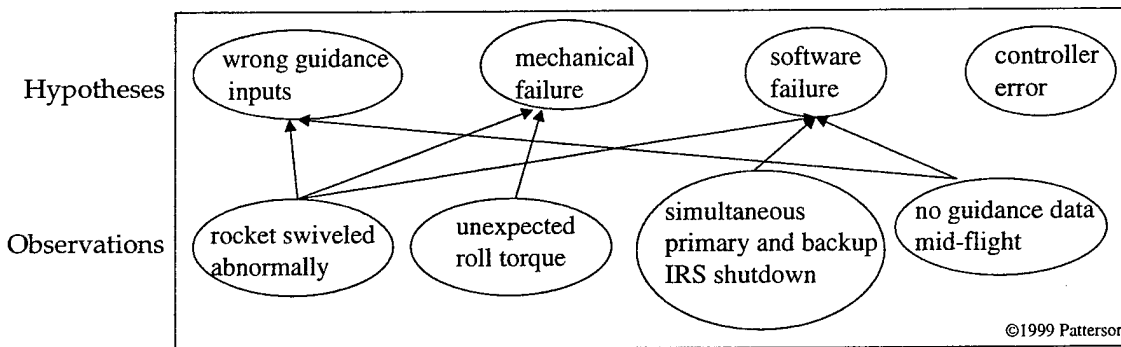 Hypotheses
wrong guidance
inputs
mechanical
failure
software
failure
controller
error
Observations
rocket swiveled
abnormally
unexpected
roll torque
simultaneous
primary and backup
IRS shutdown
no guidance data
mid-flight
©1999 Patterson